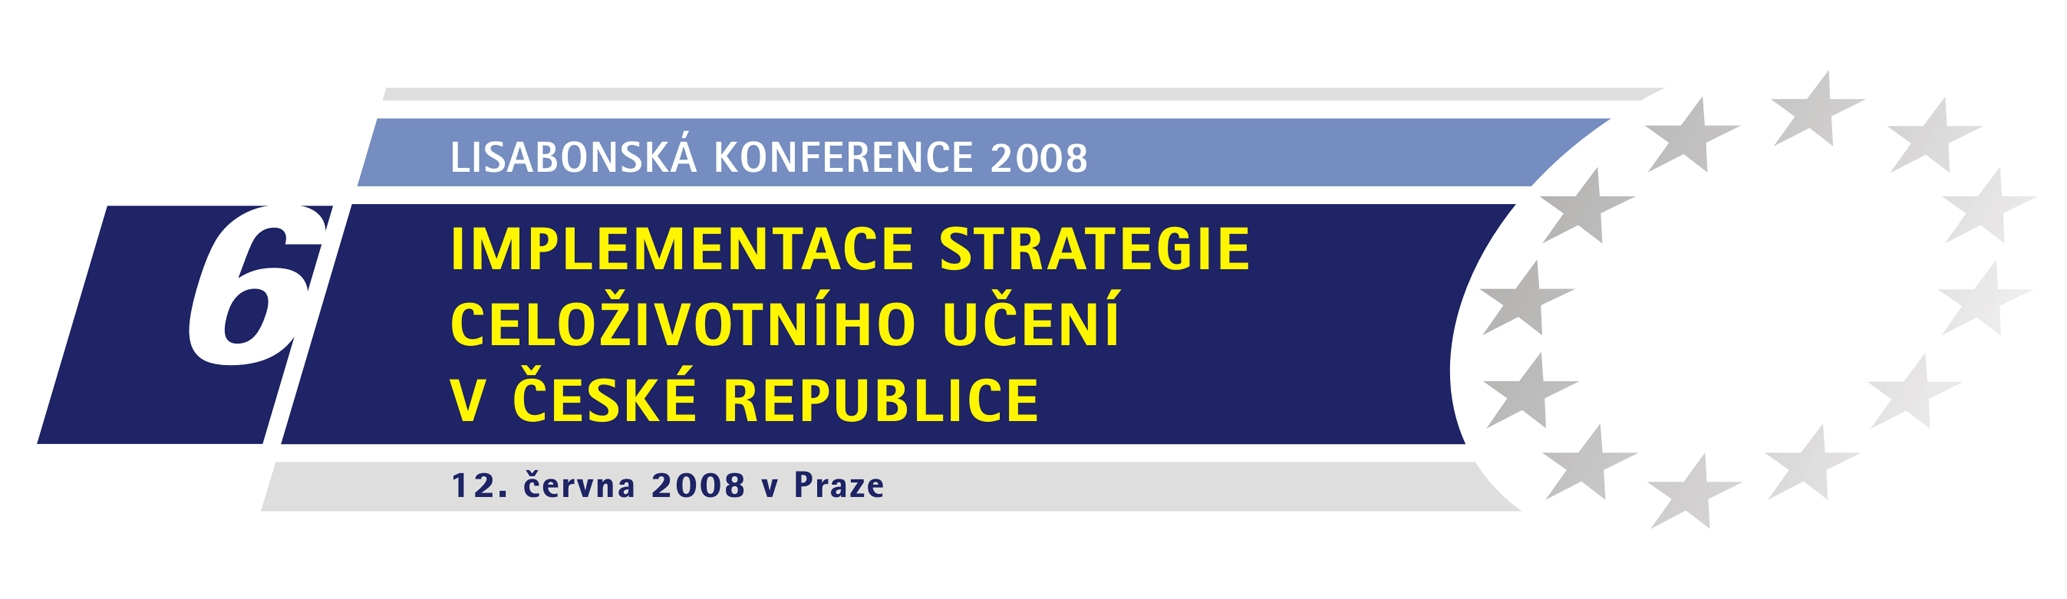 LISABONSKÁ KONFERENCE 2008
6
IMPLEMENTACE STRATEGIE
CELOŽIVOTNÍHO UČENÍ
V ČESKÉ REPUBLICE
12. června 2008 v Praze